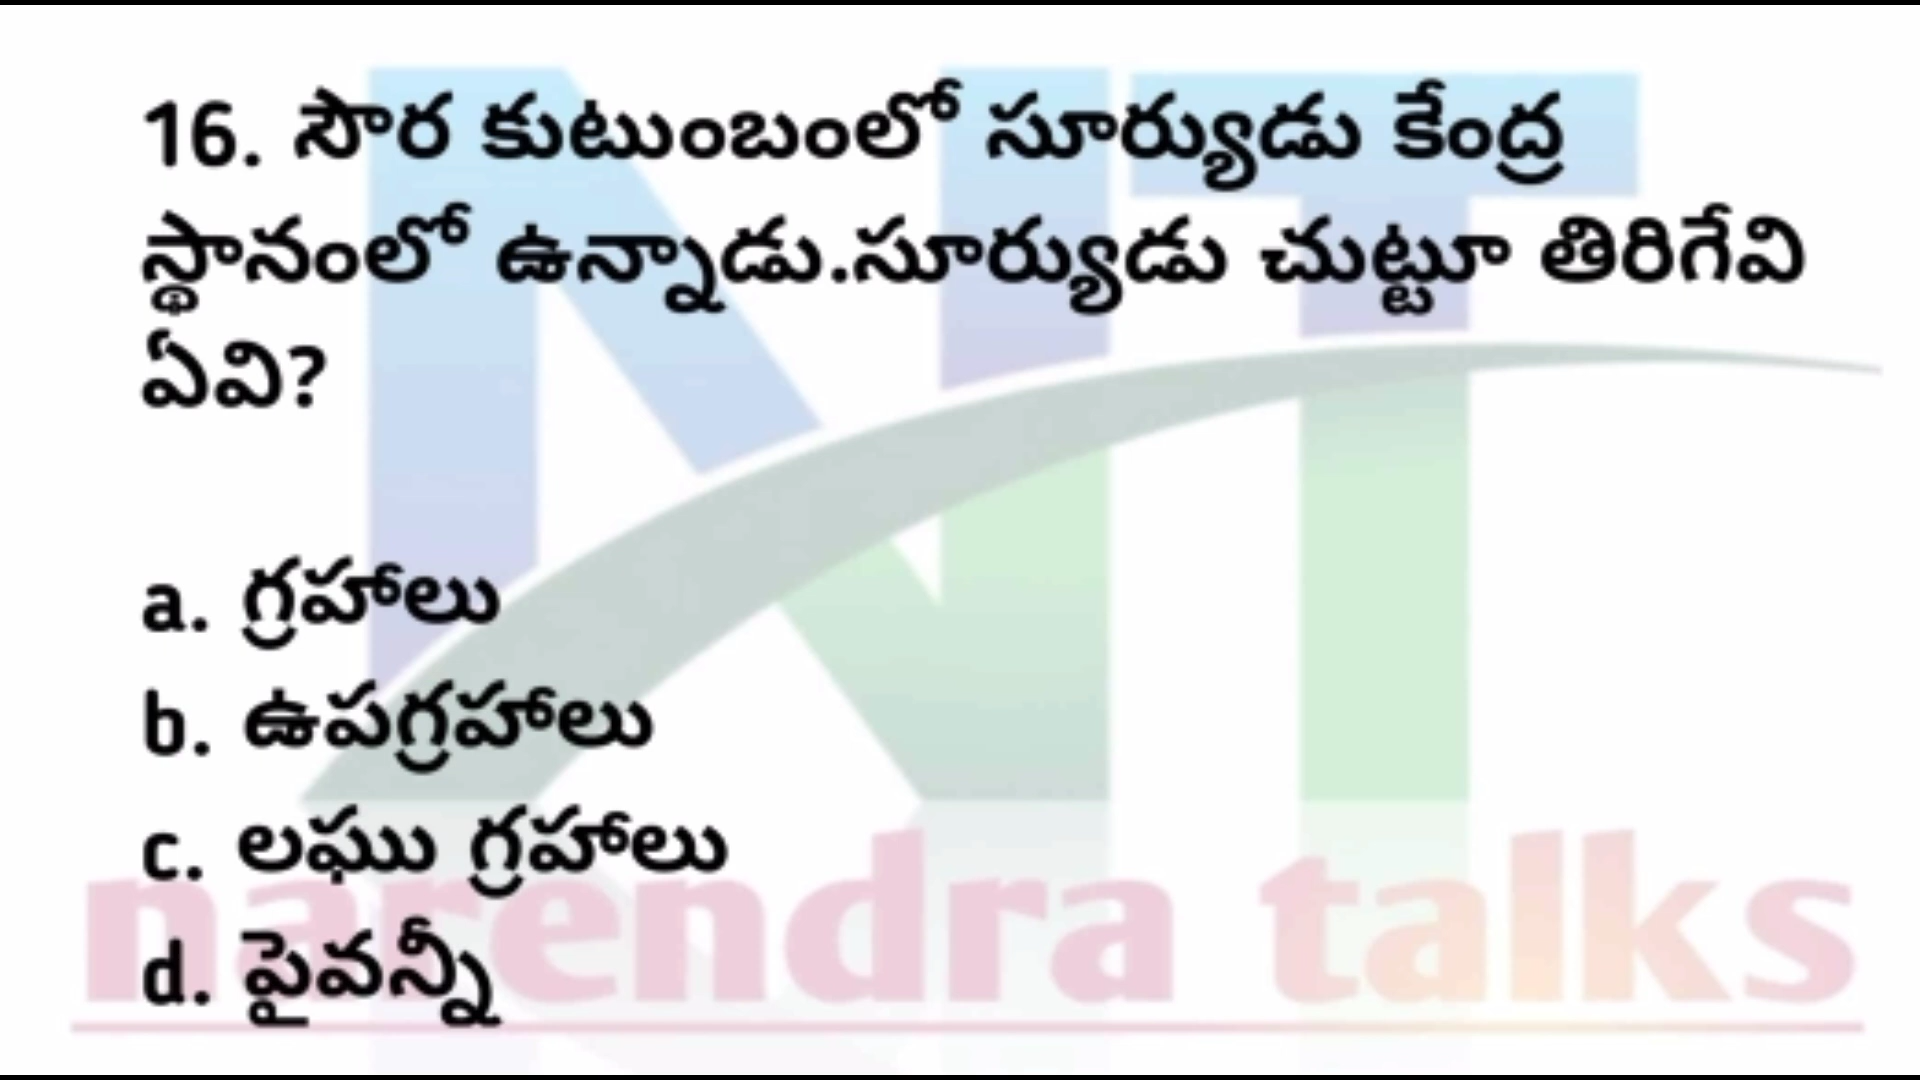 16. సౌర కుటుంబంలో సూర్యుడు కేంద్ర
స్థానంలో ఉన్నాడు.సూర్యుడు చుట్టూ తిరిగేవి
ఏవి?
a. గ్రహాలు
b. ఉపగ్రహాలు
c. లఘు గ్రహాలు
d. పైవన్నీ
NT
narendra talks